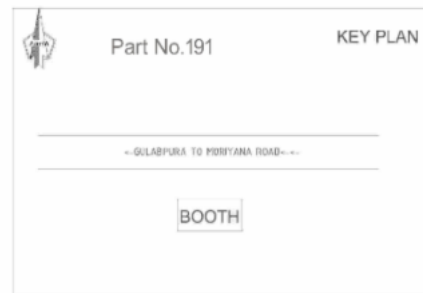 Part No.191
KEY PLAN
<-GULABPURA TO MORIYANA ROAD<-<-
BOOTH